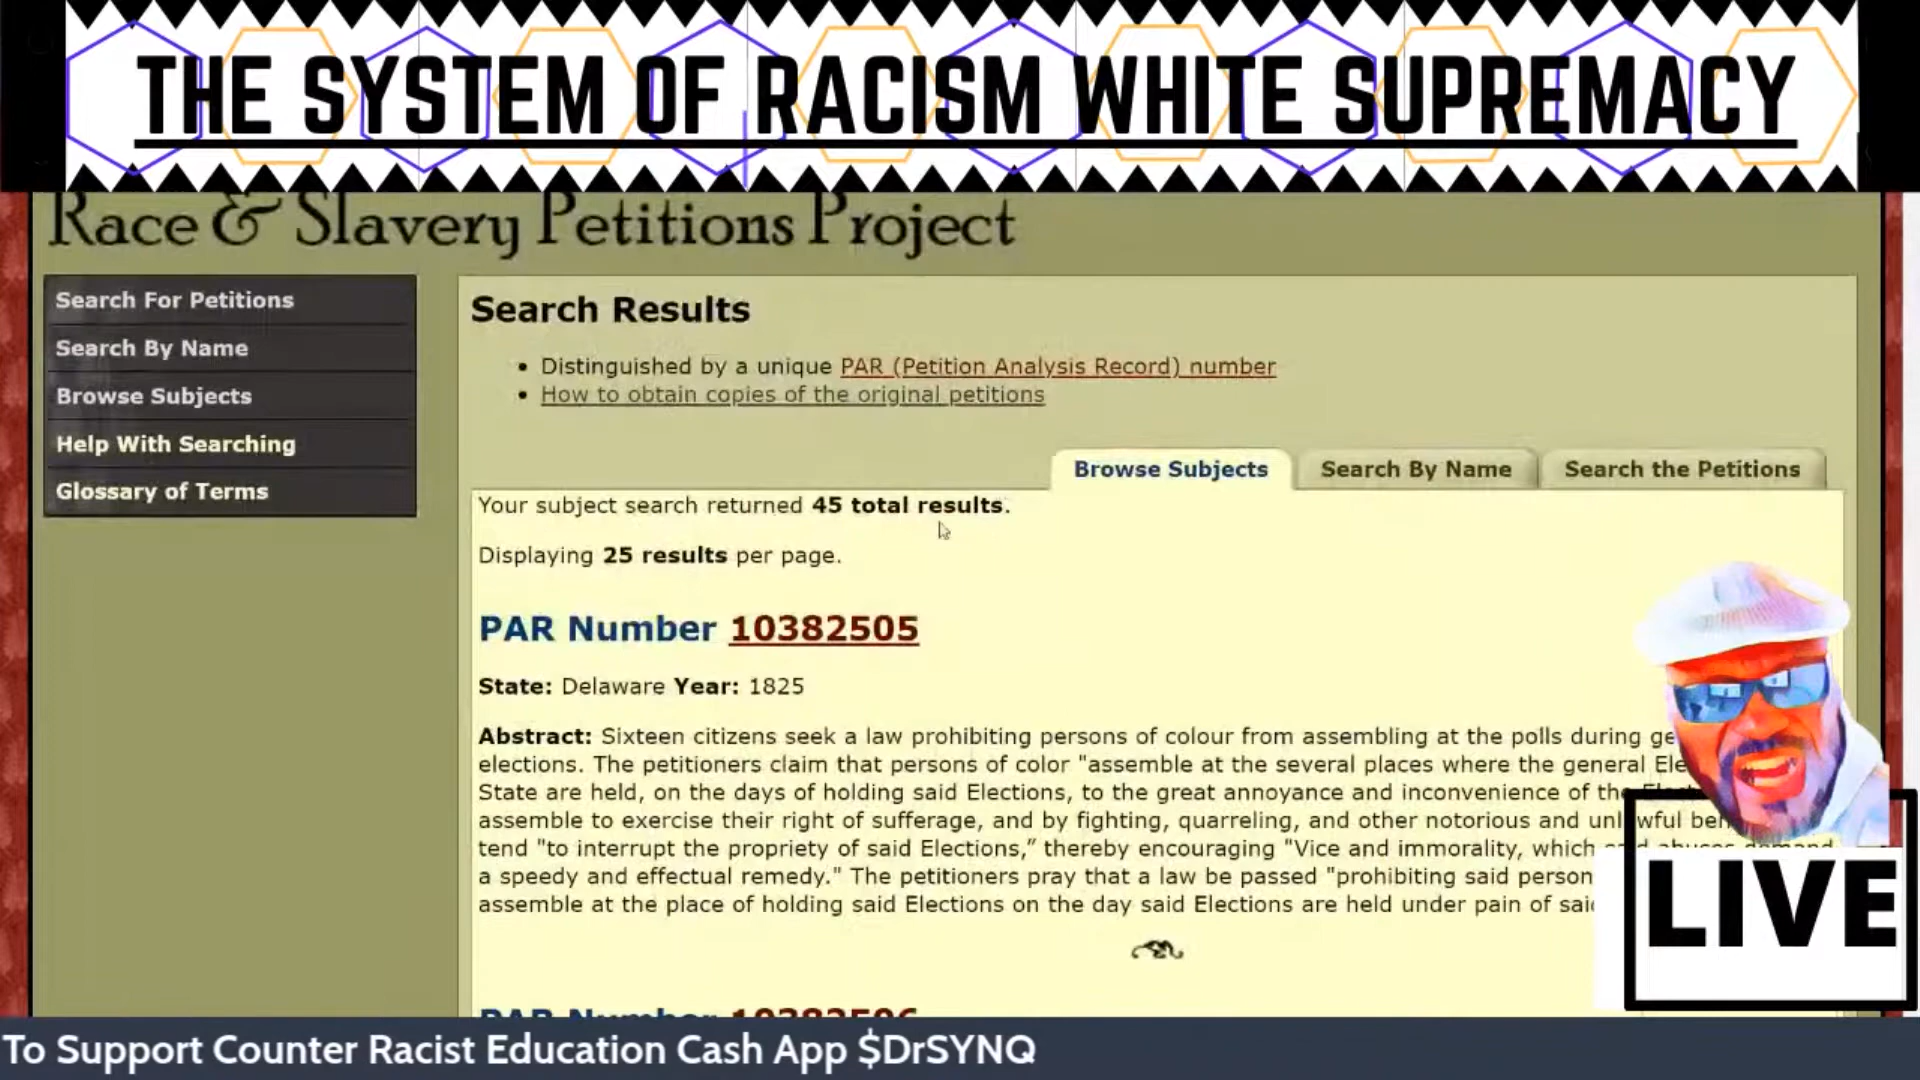 THE SYSTEM OF RACISM WHITE SUPREMACY
Race & Slavery Petitions Project
Search For Petitions
Search By Name
Browse Subjects
Help With Searching
Glossary of Terms
Search Results
Distinguished by a unique PAR (Petition Analysis Record) number
How to obtain copies of the original petitions
Browse Subjects
Search By Name
Search the Petitions
Your subject search returned 45 total results.
Displaying 25 results per page.
PAR Number 10382505
State: Delaware Year: 1825
Abstract: Sixteen citizens seek a law prohibiting persons of colour from assembling at the polls during
elections. The petitioners claim that persons of color "assemble at the several places where the general
State are held, on the days of holding said Elections, to the great annoyance and inconvenience of the
assemble to exercise their right of sufferage, and by fighting, quarreling, and other notorious and
tend "to interrupt the propriety of said Elections,” thereby encouraging "Vice and immorality, which
a speedy and effectual remedy." The petitioners pray that a law be passed "prohibiting said
assemble at the place of holding said Elections on the day said Elections are held under pain of
PAR Number
LIVE
To Support Counter Racist Education Cash App $DrSYNQ